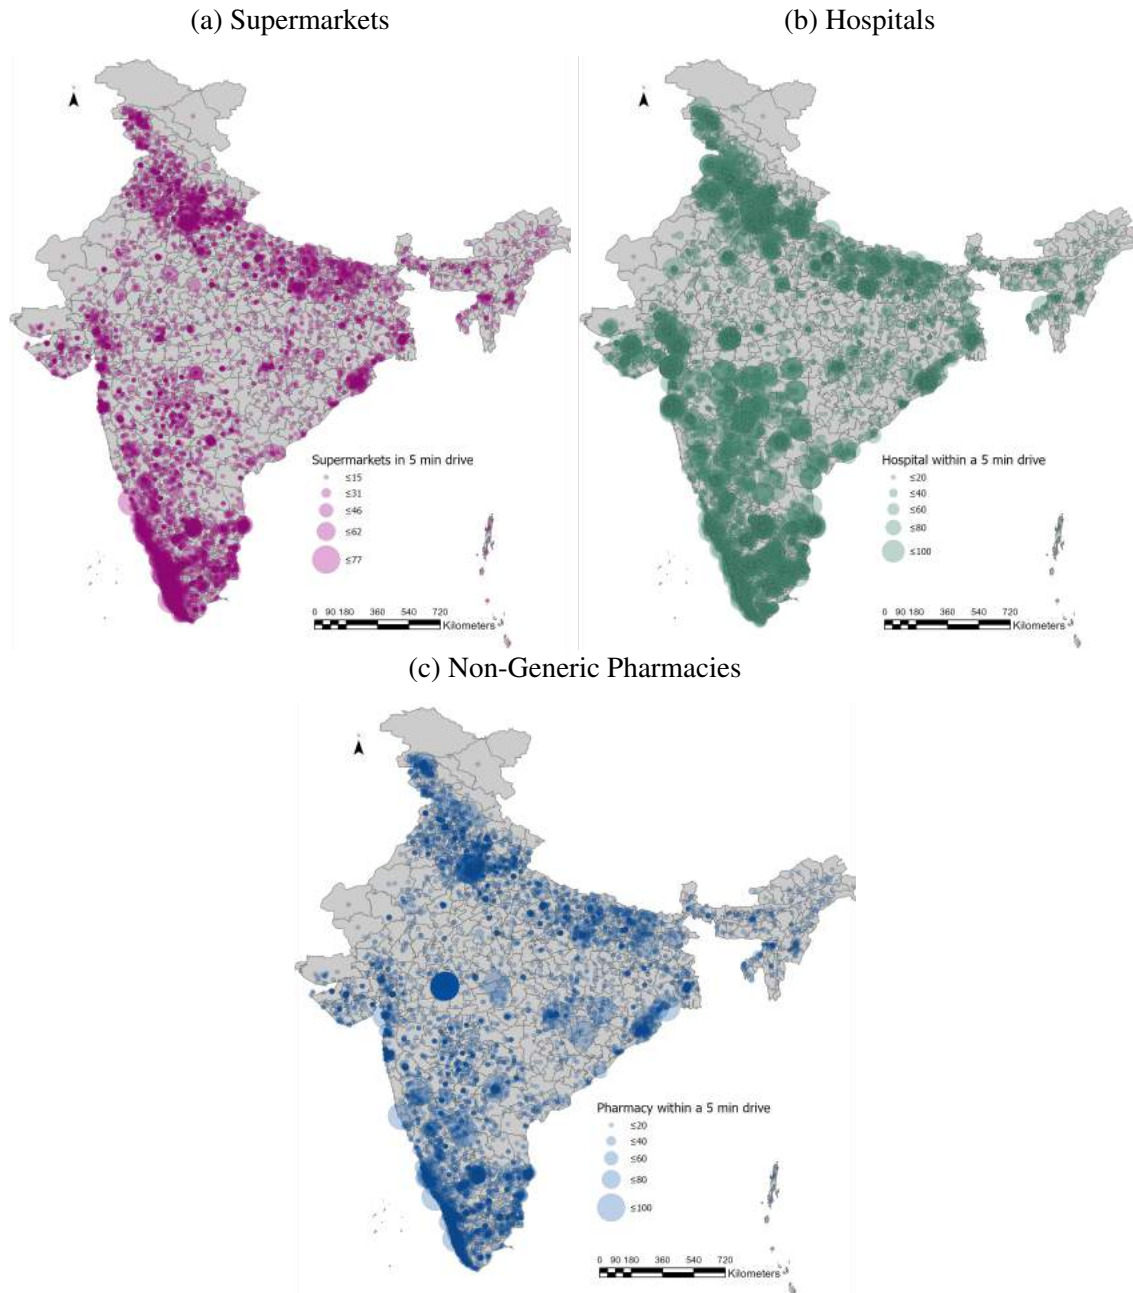 (a) Supermarkets
(b) Hospitals
Supermarkets in 5 min drive
≤15
≤31
≤46
≤62
≤77
0 90 180 360 540 720
Kilometers
Hospital within a 5 min drive
≤20
≤40
≤60
≤80
≤100
0 90 180 360 540 720
Kilometers
(c) Non-Generic Pharmacies
Pharmacy within a 5 min drive
≤20
≤40
≤60
≤80
≤100
0 90 180 360 540 720
Kilometers